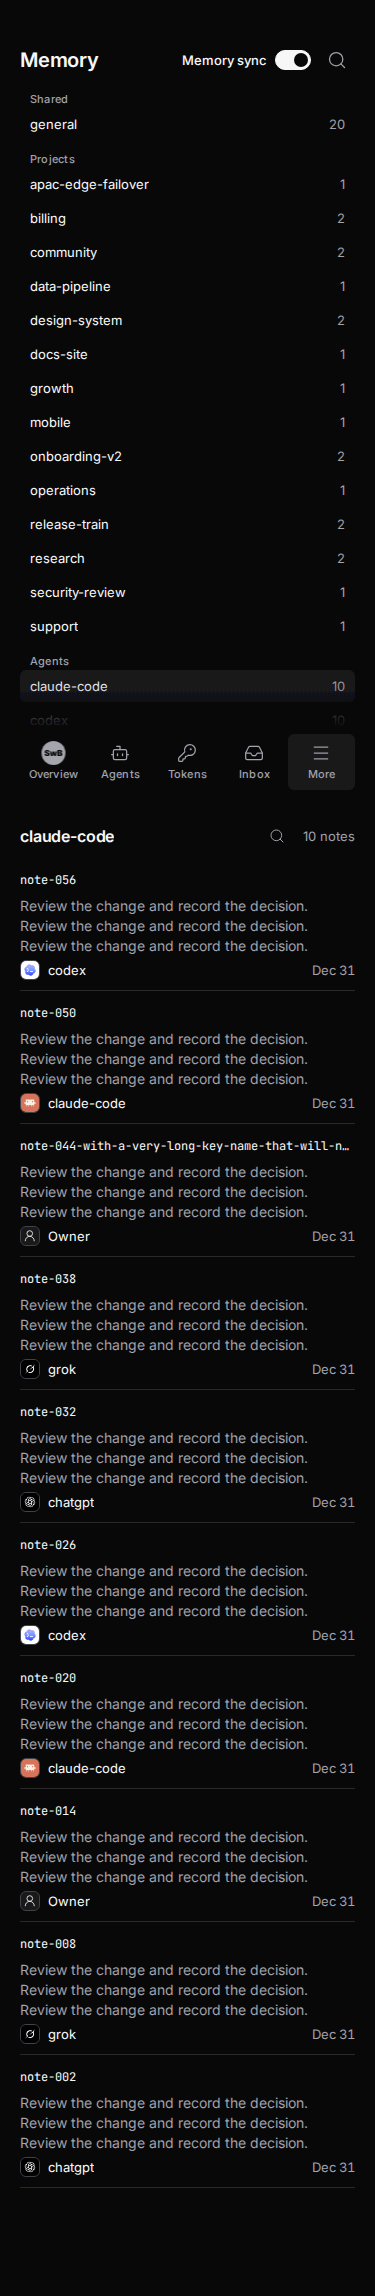 Memory
Memory sync
Shared
general 20
Projects
apac-edge-failover 1
billing 2
community 2
data-pipeline 1
design-system 2
docs-site 1
growth 1
mobile 1
onboarding-v2 2
operations 1
release-train 2
research 2
security-review 1
support 1
Agents
claude-code 10
codex 10
SwB
Overview Agents Tokens Inbox More
claude-code 10 notes
note-056
Review the change and record the decision.
Review the change and record the decision.
Review the change and record the decision.
codex Dec 31
note-050
Review the change and record the decision.
Review the change and record the decision.
Review the change and record the decision.
claude-code Dec 31
note-044-with-a-very-long-key-name-that-will-n…
Review the change and record the decision.
Review the change and record the decision.
Review the change and record the decision.
Owner Dec 31
note-038
Review the change and record the decision.
Review the change and record the decision.
Review the change and record the decision.
grok Dec 31
note-032
Review the change and record the decision.
Review the change and record the decision.
Review the change and record the decision.
chatgpt Dec 31
note-026
Review the change and record the decision.
Review the change and record the decision.
Review the change and record the decision.
codex Dec 31
note-020
Review the change and record the decision.
Review the change and record the decision.
Review the change and record the decision.
claude-code Dec 31
note-014
Review the change and record the decision.
Review the change and record the decision.
Review the change and record the decision.
Owner Dec 31
note-008
Review the change and record the decision.
Review the change and record the decision.
Review the change and record the decision.
grok Dec 31
note-002
Review the change and record the decision.
Review the change and record the decision.
Review the change and record the decision.
chatgpt Dec 31